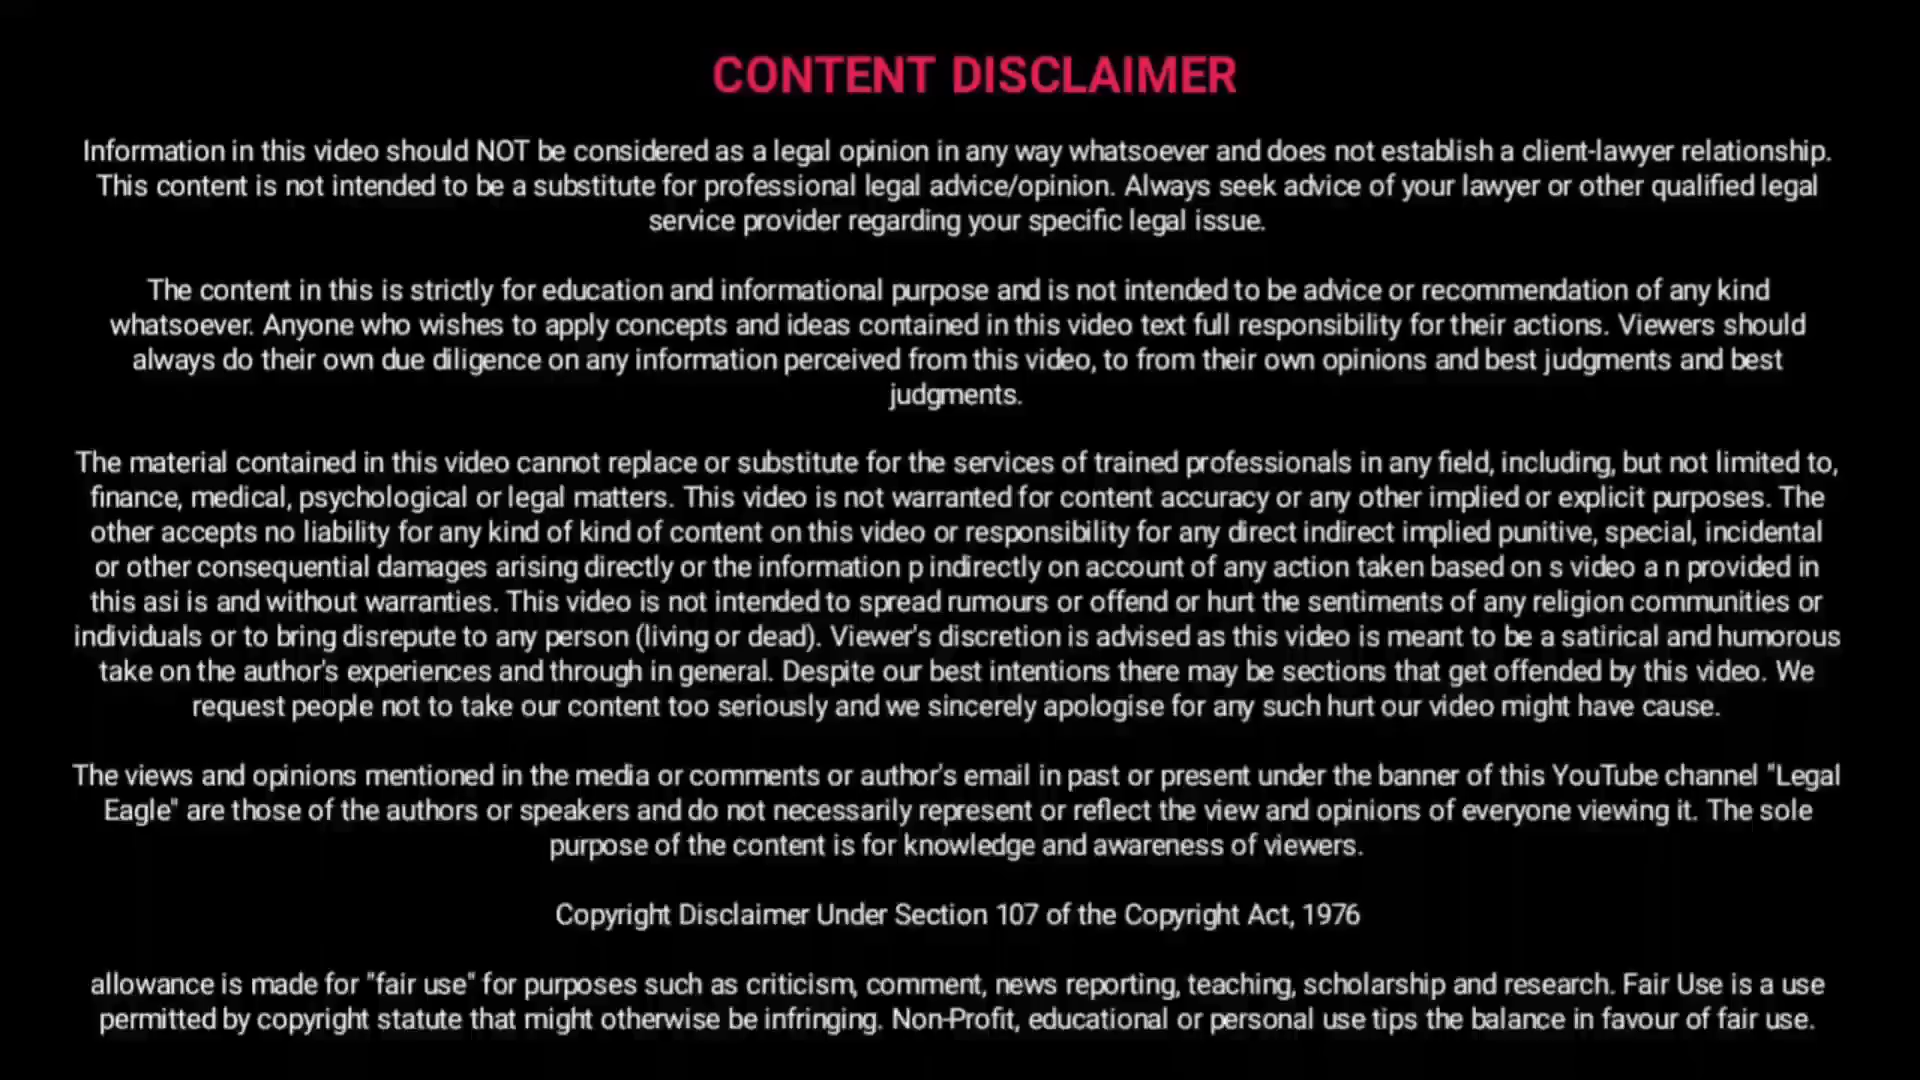 CONTENT DISCLAIMER
Information in this video should NOT be considered as a legal opinion in any way whatsoever and does not establish a client-lawyer relationship.
This content is not intended to be a substitute for professional legal advice/opinion. Always seek advice of your lawyer or other qualified legal
service provider regarding your specific legal issue.
The content in this is strictly for education and informational purpose and is not intended to be advice or recommendation of any kind
whatsoever. Anyone who wishes to apply concepts and ideas contained in this video text full responsibility for their actions. Viewers should
always do their own due diligence on any information perceived from this video, to from their own opinions and best judgments and best
judgments.
The material contained in this video cannot replace or substitute for the services of trained professionals in any field, including, but not limited to,
finance, medical, psychological or legal matters. This video is not warranted for content accuracy or any other implied or explicit purposes. The
other accepts no liability for any kind of kind of content on this video or responsibility for any direct indirect implied punitive, special, incidental
or other consequential damages arising directly or the information p indirectly on account of any action taken based on s video a n provided in
this asi is and without warranties. This video is not intended to spread rumours or offend or hurt the sentiments of any religion communities or
individuals or to bring disrepute to any person (living or dead). Viewer's discretion is advised as this video is meant to be a satirical and humorous
take on the author's experiences and through in general. Despite our best intentions there may be sections that get offended by this video. We
request people not to take our content too seriously and we sincerely apologise for any such hurt our video might have cause.
The views and opinions mentioned in the media or comments or author's email in past or present under the banner of this YouTube channel "Legal
Eagle" are those of the authors or speakers and do not necessarily represent or reflect the view and opinions of everyone viewing it. The sole
purpose of the content is for knowledge and awareness of viewers.
Copyright Disclaimer Under Section 107 of the Copyright Act, 1976
allowance is made for "fair use" for purposes such as criticism, comment, news reporting, teaching, scholarship and research. Fair Use is a use
permitted by copyright statute that might otherwise be infringing. Non-Profit, educational or personal use tips the balance in favour of fair use.